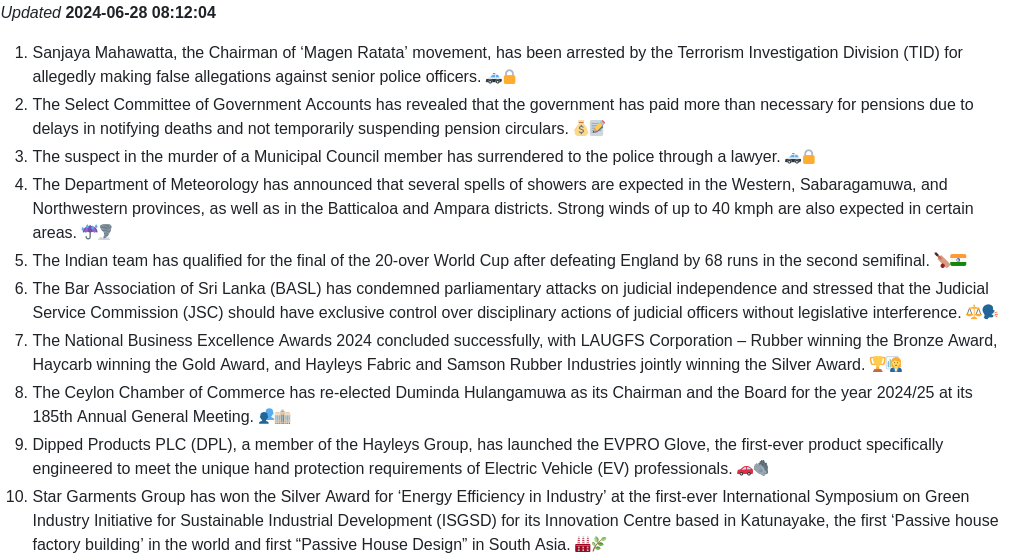 Updated 2024-06-28 08:12:04
1. Sanjaya Mahawatta, the Chairman of ‘Magen Ratata’ movement, has been arrested by the Terrorism Investigation Division (TID) for
allegedly making false allegations against senior police officers. 🚓🔒
2. The Select Committee of Government Accounts has revealed that the government has paid more than necessary for pensions due to
delays in notifying deaths and not temporarily suspending pension circulars. 💰📝
3. The suspect in the murder of a Municipal Council member has surrendered to the police through a lawyer. 🚓🔒
4. The Department of Meteorology has announced that several spells of showers are expected in the Western, Sabaragamuwa, and
Northwestern provinces, as well as in the Batticaloa and Ampara districts. Strong winds of up to 40 kmph are also expected in certain
areas. ☔🌪
5. The Indian team has qualified for the final of the 20-over World Cup after defeating England by 68 runs in the second semifinal. 🏏🇮🇳
6. The Bar Association of Sri Lanka (BASL) has condemned parliamentary attacks on judicial independence and stressed that the Judicial
Service Commission (JSC) should have exclusive control over disciplinary actions of judicial officers without legislative interference. ⚖🗣
7. The National Business Excellence Awards 2024 concluded successfully, with LAUGFS Corporation – Rubber winning the Bronze Award,
Haycarb winning the Gold Award, and Hayleys Fabric and Samson Rubber Industries jointly winning the Silver Award. 🏆👩‍💼
8. The Ceylon Chamber of Commerce has re-elected Duminda Hulangamuwa as its Chairman and the Board for the year 2024/25 at its
185th Annual General Meeting. 👥🏢
9. Dipped Products PLC (DPL), a member of the Hayleys Group, has launched the EVPRO Glove, the first-ever product specifically
engineered to meet the unique hand protection requirements of Electric Vehicle (EV) professionals. 🚗🧤
10. Star Garments Group has won the Silver Award for ‘Energy Efficiency in Industry’ at the first-ever International Symposium on Green
Industry Initiative for Sustainable Industrial Development (ISGSD) for its Innovation Centre based in Katunayake, the first ‘Passive house
factory building’ in the world and first “Passive House Design” in South Asia. 🏭🌿